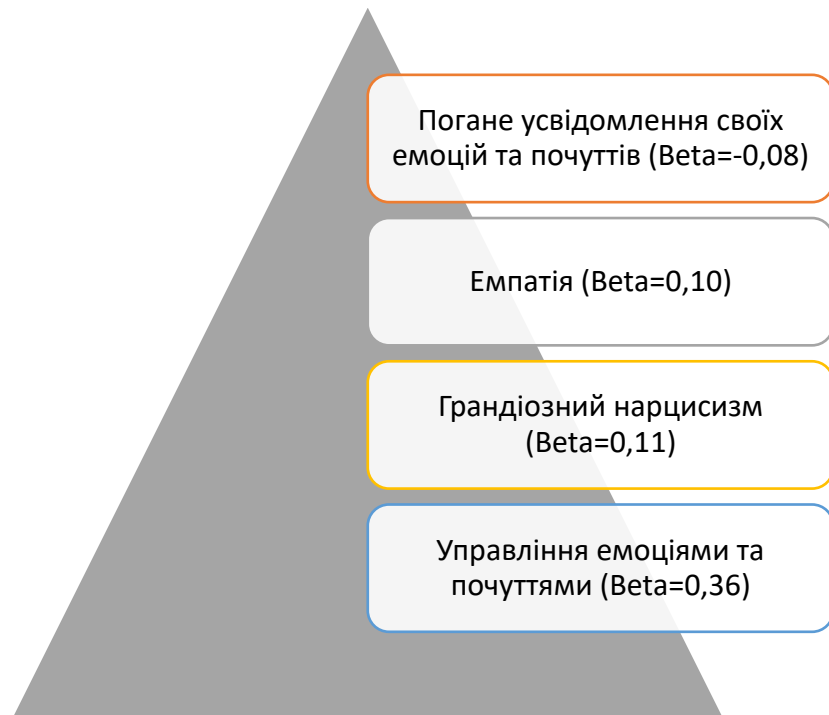 Погане усвідомлення своїх
емоцій та почуттів (Beta=-0,08)
Емпатія (Beta=0,10)
Грандіозний нарцисизм
(Beta=0,11)
Управління емоціями та
почуттями (Beta=0,36)